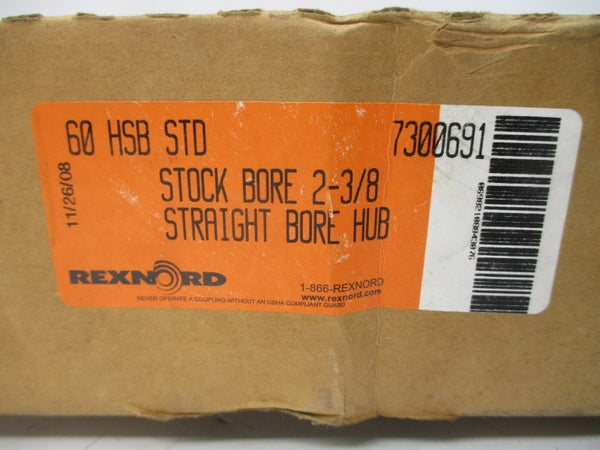 60 HSB STD 7300691
STOCK BORE 2-3/8
STRAIGHT BORE HUB
11/26/08
REXNORD
1-866-REXNORD
www.rexnord.com
NEVER OPERATE A COUPLING WITHOUT AN OSHA COMPLIANT GUARD